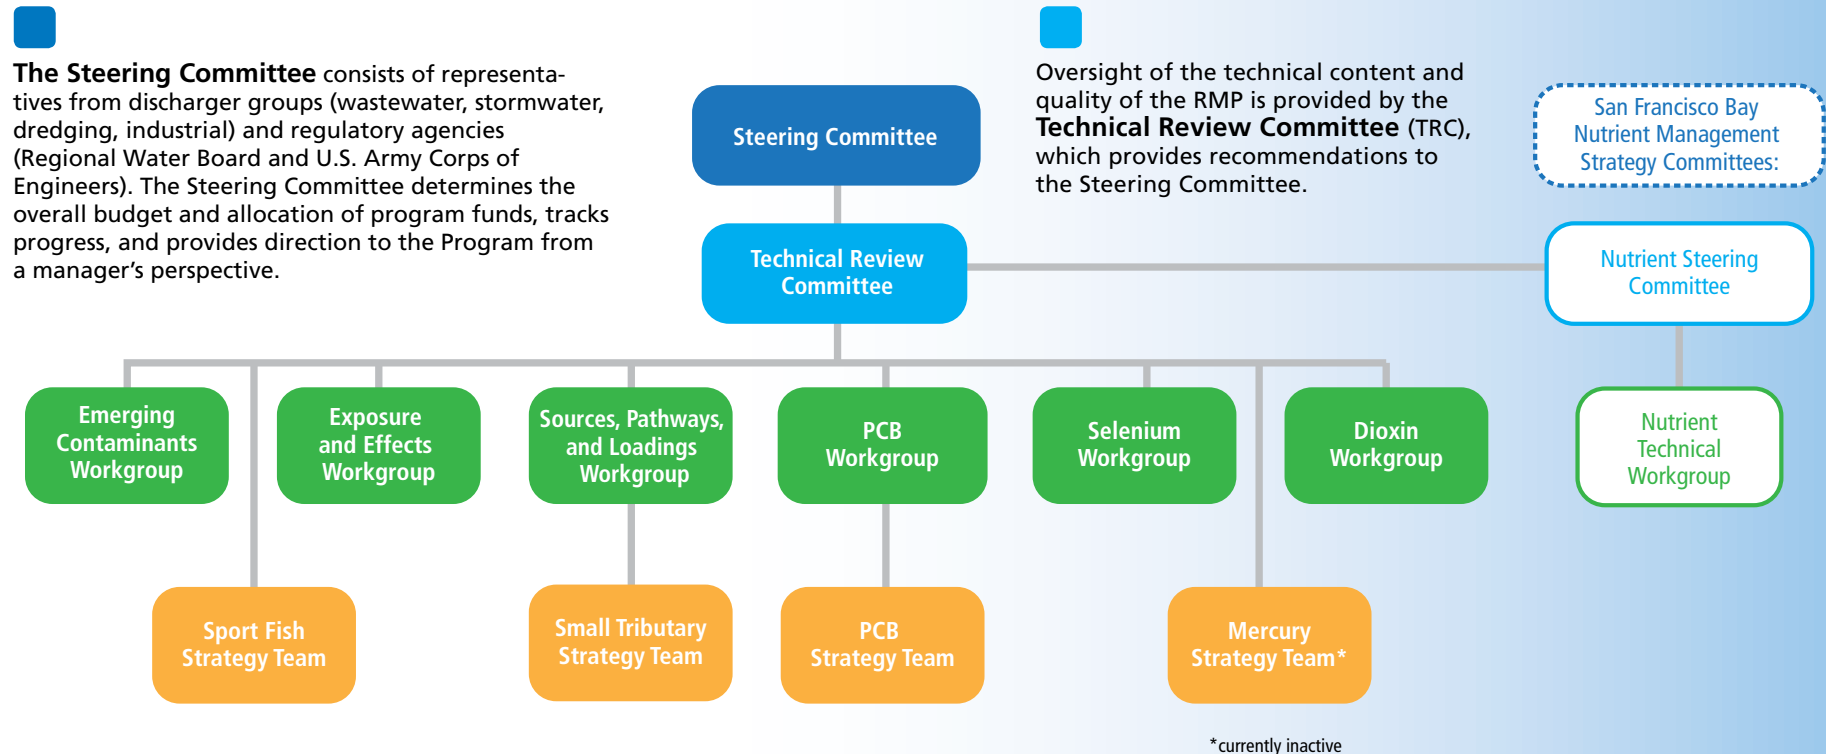 The Steering Committee consists of representa-
tives from discharger groups (wastewater, stormwater,
dredging, industrial) and regulatory agencies
(Regional Water Board and U.S. Army Corps of
Engineers). The Steering Committee determines the
overall budget and allocation of program funds, tracks
progress, and provides direction to the Program from
a manager’s perspective.
Steering Committee
Oversight of the technical content and
quality of the RMP is provided by the
Technical Review Committee (TRC),
which provides recommendations to
the Steering Committee.
San Francisco Bay
Nutrient Management
Strategy Committees:
Technical Review
Committee
Nutrient Steering
Committee
Emerging
Contaminants
Workgroup
Exposure
and Effects
Workgroup
Sources, Pathways,
and Loadings
Workgroup
PCB
Workgroup
Selenium
Workgroup
Dioxin
Workgroup
Nutrient
Technical
Workgroup
Sport Fish
Strategy Team
Small Tributary
Strategy Team
PCB
Strategy Team
Mercury
Strategy Team*
*currently inactive